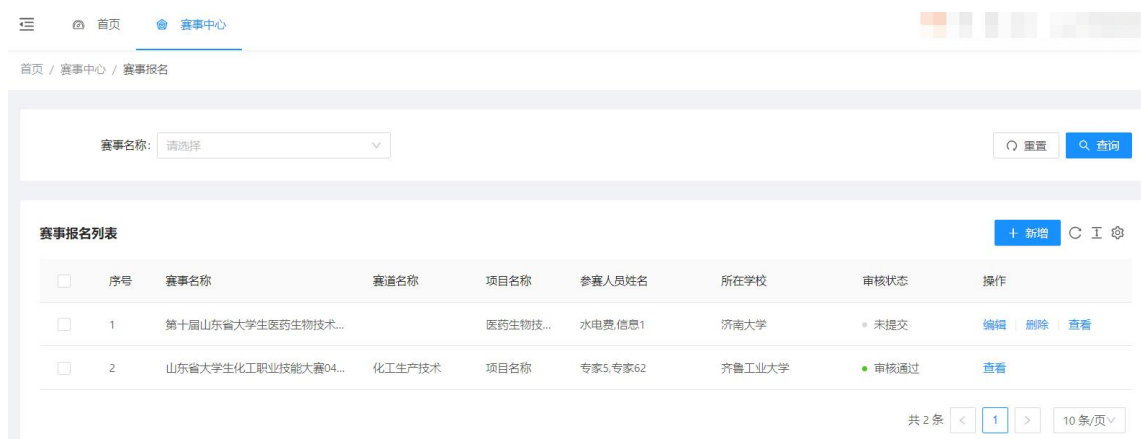 首页 赛事中心
首页 / 赛事中心 / 赛事报名
赛事名称: 请选择 重置 查询
赛事报名列表 + 新增
序号 赛事名称 赛道名称 项目名称 参赛人员姓名 所在学校 审核状态 操作
1 第十届山东省大学生医药生物技术... 医药生物技... 水电费,信息1 济南大学 未提交 编辑 删除 查看
2 山东省大学生化工职业技能大赛04... 化工生产技术 项目名称 专家5,专家62 齐鲁工业大学 审核通过 查看
共 2 条 < 1 > 10 条/页